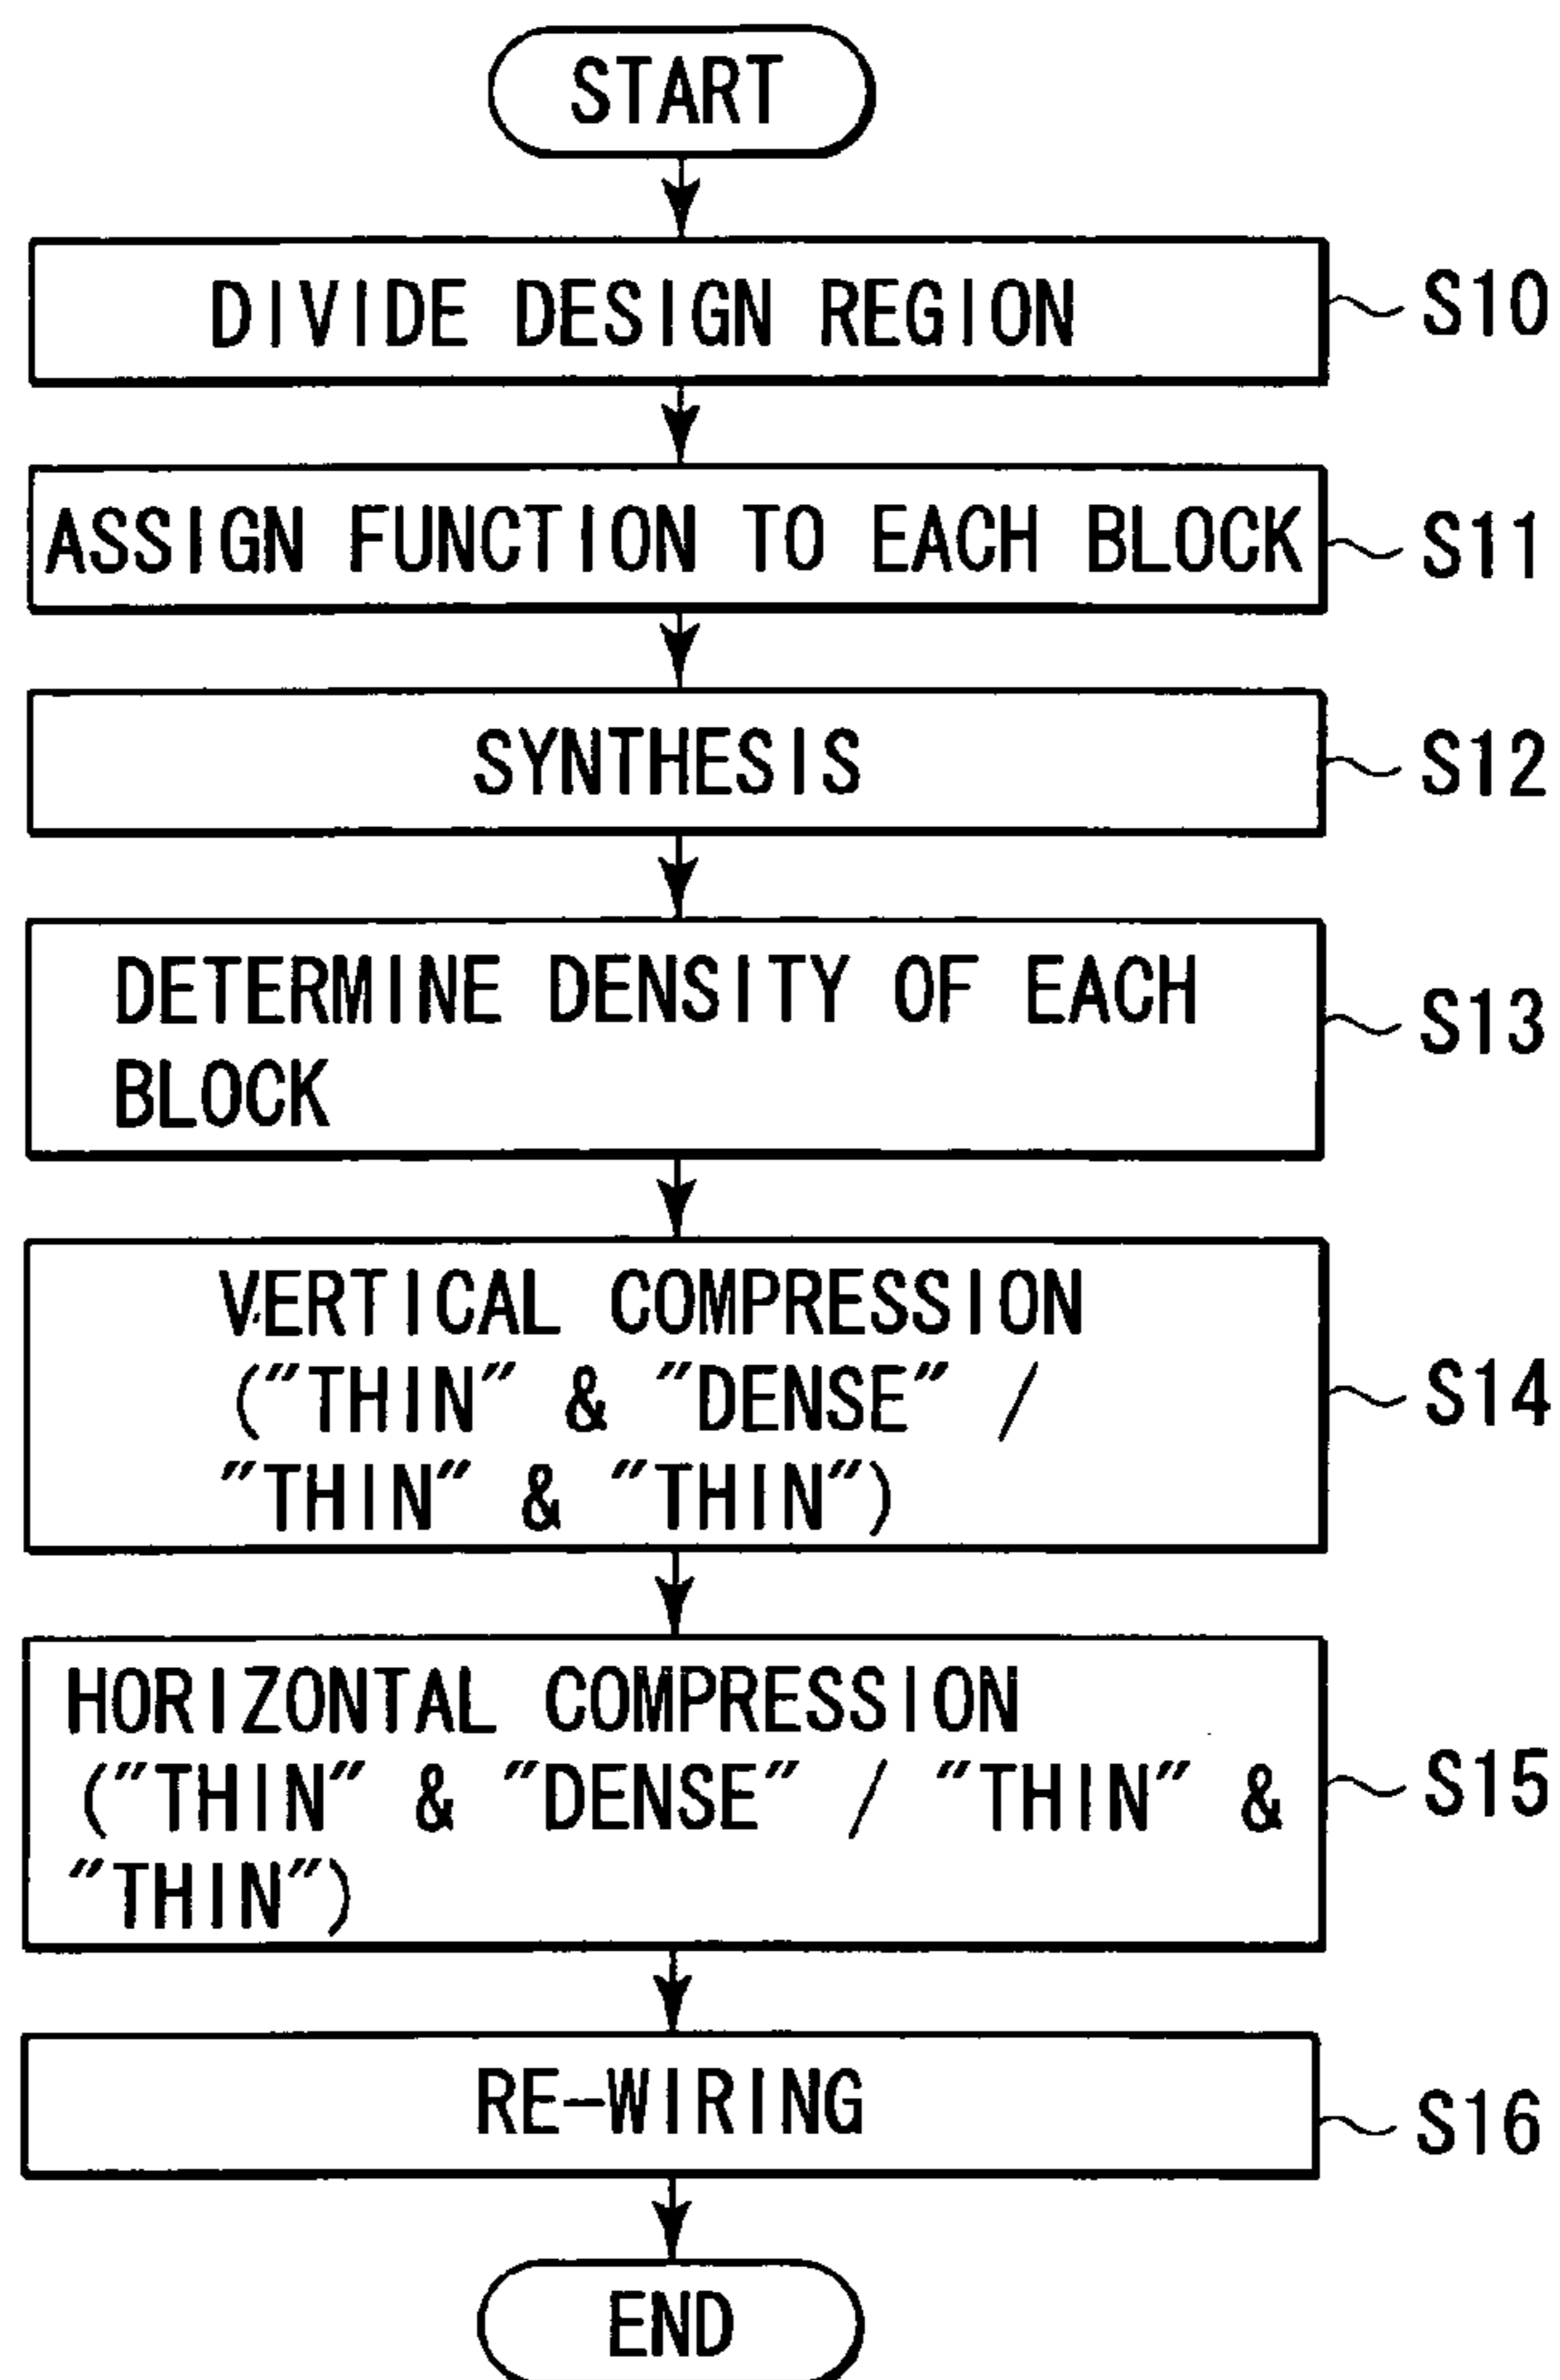 START
DIVIDE DESIGN REGION
S10
ASSIGN FUNCTION TO EACH BLOCK
S11
SYNTHESIS
S12
DETERMINE DENSITY OF EACH
BLOCK
S13
VERTICAL COMPRESSION
("THIN" & "DENSE" /
"THIN" & "THIN")
S14
HORIZONTAL COMPRESSION
("THIN" & "DENSE" / "THIN" &
"THIN")
S15
RE-WIRING
S16
END